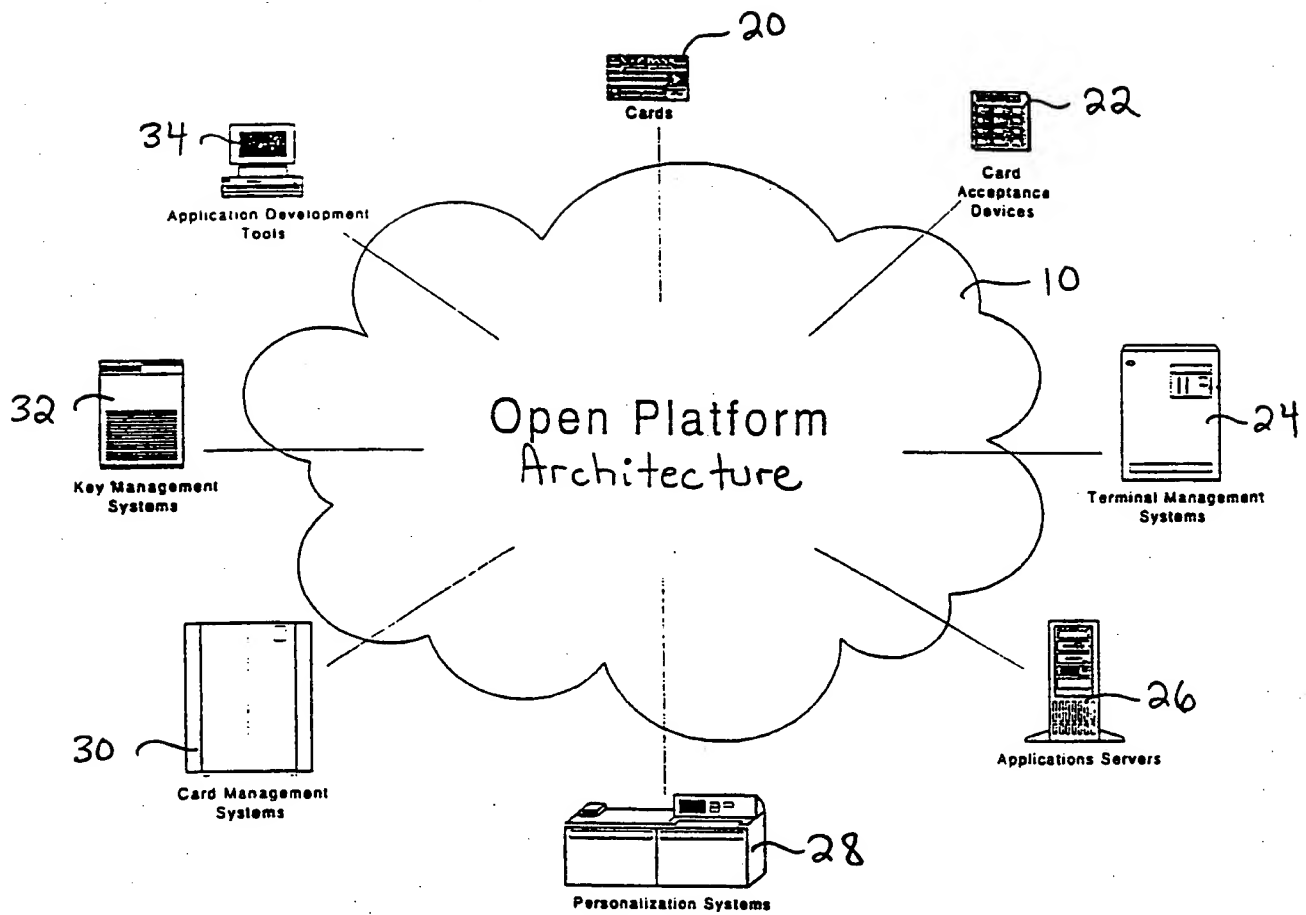 20
Cards
22
Card
Acceptance
Devices
34
Application Development
Tools
10
32
Key Management
Systems
Open Platform
Architecture
24
Terminal Management
Systems
30
Card Management
Systems
26
Applications Servers
28
Personalization Systems